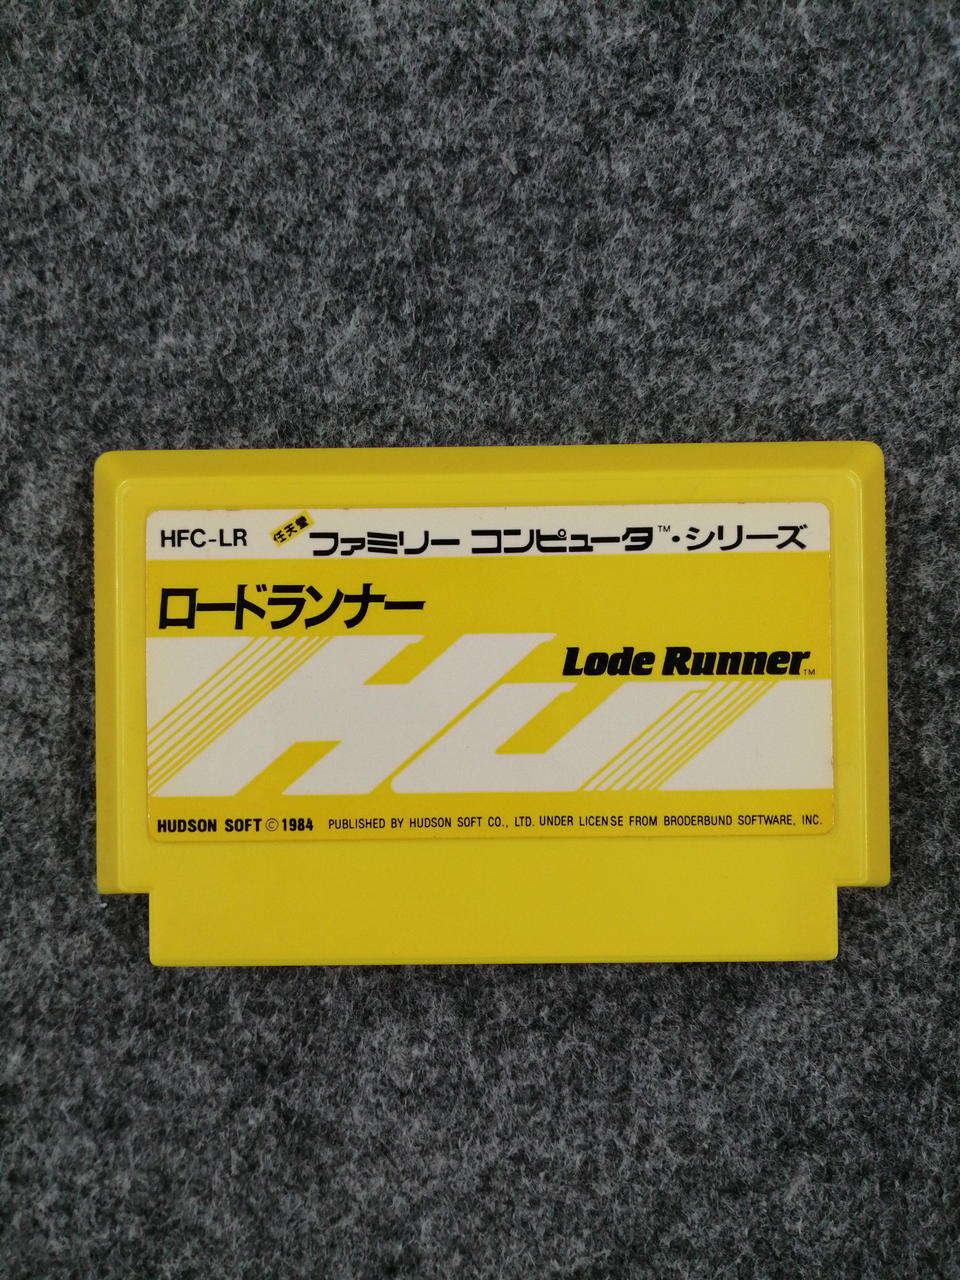 HFC-LR 任天堂 ファミリー コンピュータ™・シリーズ
ロードランナー
Lode Runner™
Hu
HUDSON SOFT © 1984 PUBLISHED BY HUDSON SOFT CO., LTD. UNDER LICENSE FROM BRODERBUND SOFTWARE, INC.